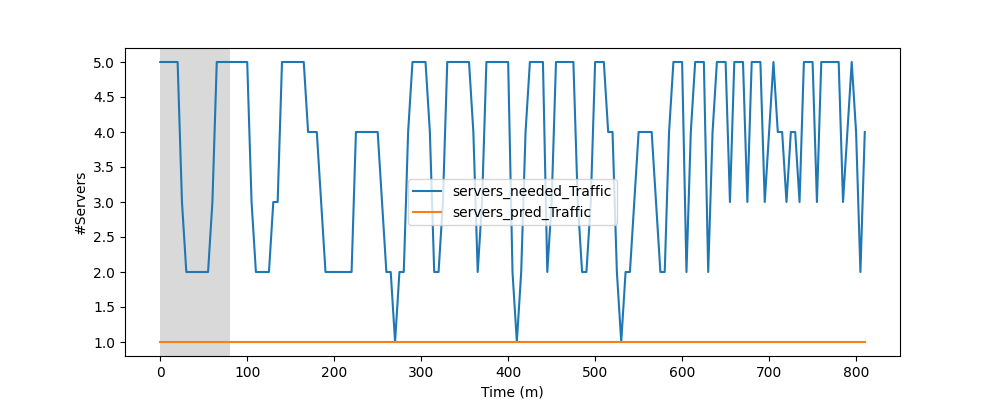 5.0
4.5
4.0
3.5
3.0
2.5
2.0
1.5
1.0
#Servers
servers_needed_Traffic
servers_pred_Traffic
0 100 200 300 400 500 600 700 800
Time (m)